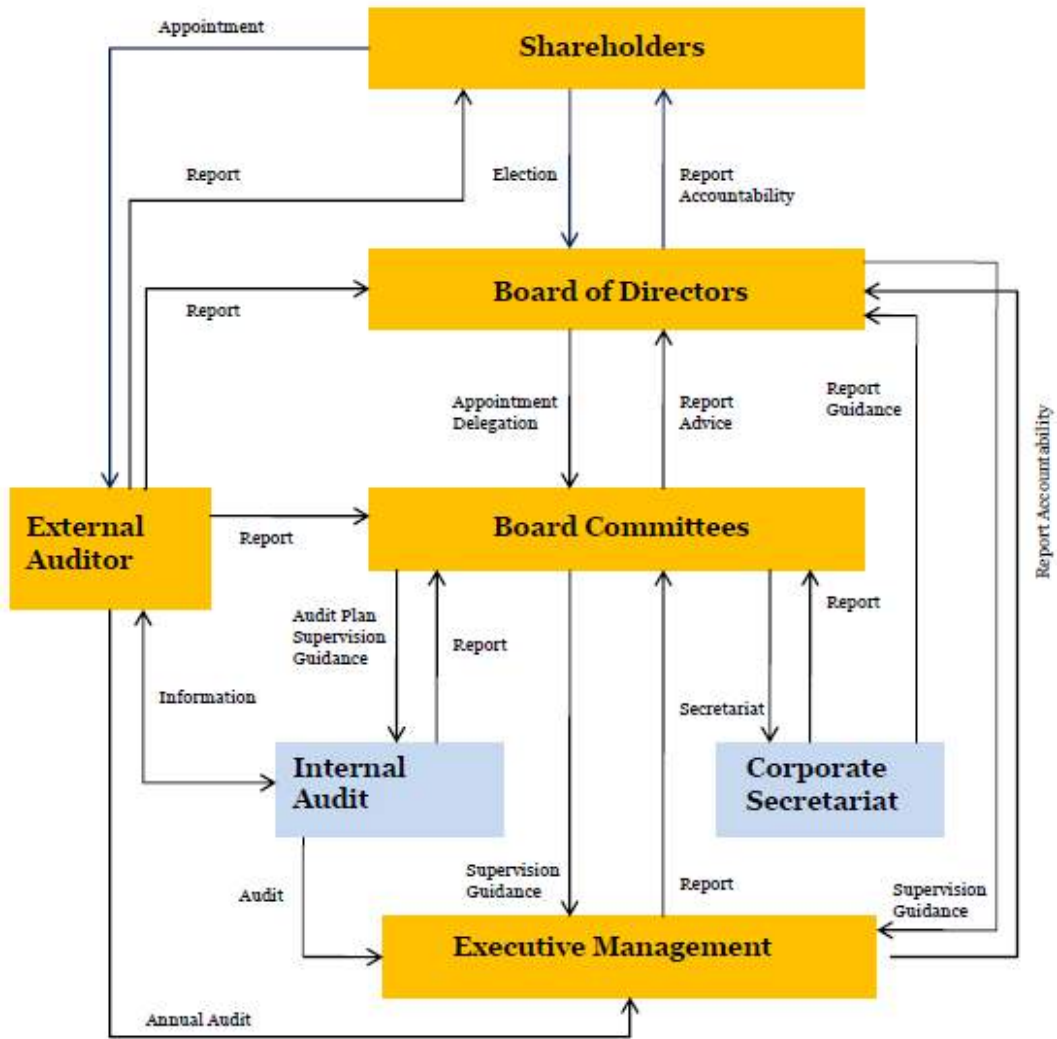 Appointment
Shareholders
Report
Election
Report
Accountability
Report
Board of Directors
Appointment
Delegation
Report
Advice
Report
Guidance
Report Accountability
External
Auditor
Report
Board Committees
Audit Plan
Supervision
Guidance
Report
Report
Information
Secretariat
Internal
Audit
Corporate
Secretariat
Audit
Supervision
Guidance
Report
Supervision
Guidance
Executive Management
Annual Audit